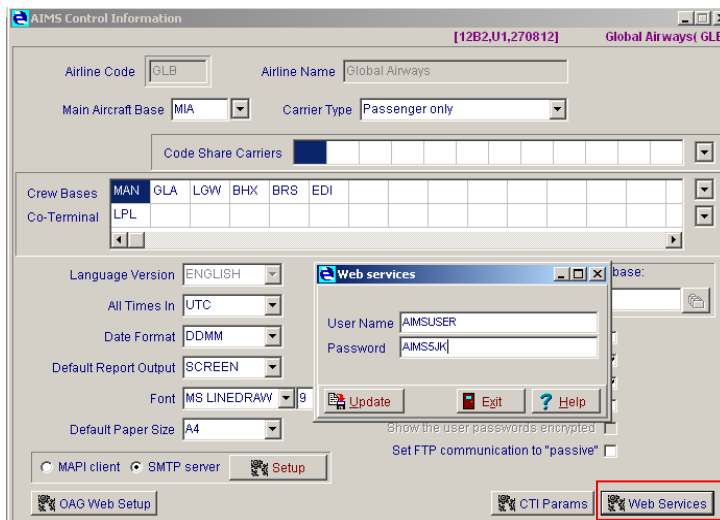 AIMS Control Information
[12B2,U1,270812] Global Airways( GLB
Airline Code GLB Airline Name Global Airways
Main Aircraft Base MIA Carrier Type Passenger only
Code Share Carriers
Crew Bases MAN GLA LGW BHX BRS EDI
Co-Terminal LPL
Language Version ENGLISH
All Times In UTC
Date Format DDMM
Default Report Output SCREEN
Font MS LINEDRAW 9
Default Paper Size A4
base:
Web services
User Name AIMSUSER
Password AIMS5JK
Update Exit ? Help
Show the user passwords encrypted
Set FTP communication to "passive"
MAPI client SMTP server Setup
OAG Web Setup CTI Params Web Services